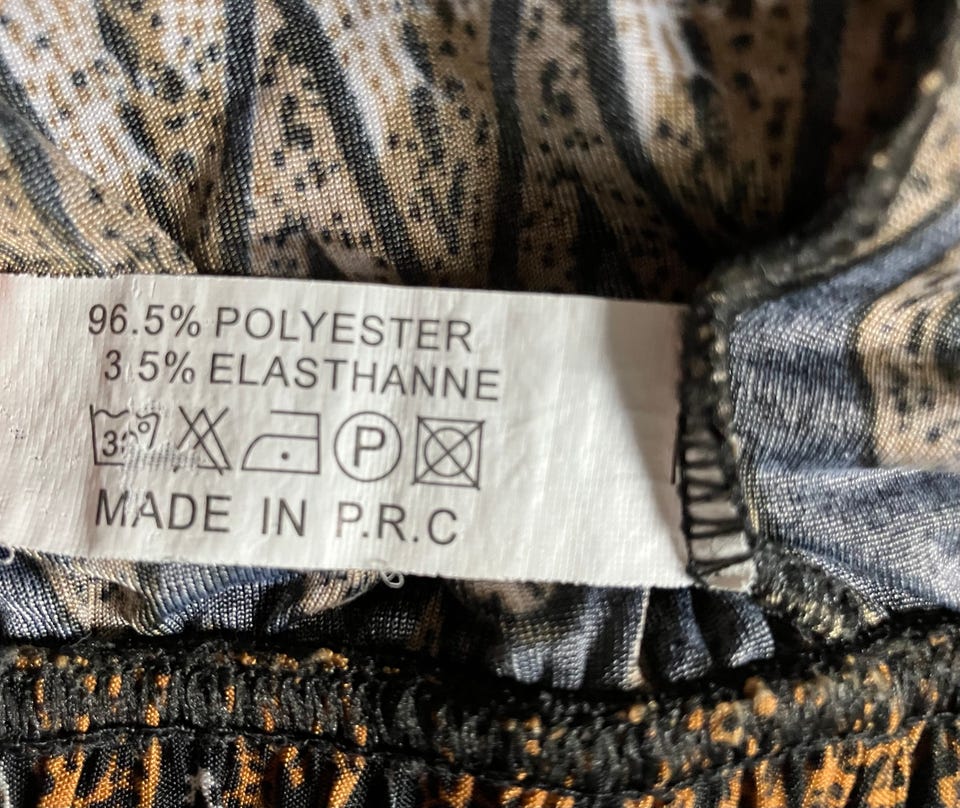 96.5% POLYESTER
3.5% ELASTHANNE
P
MADE IN P.R.C